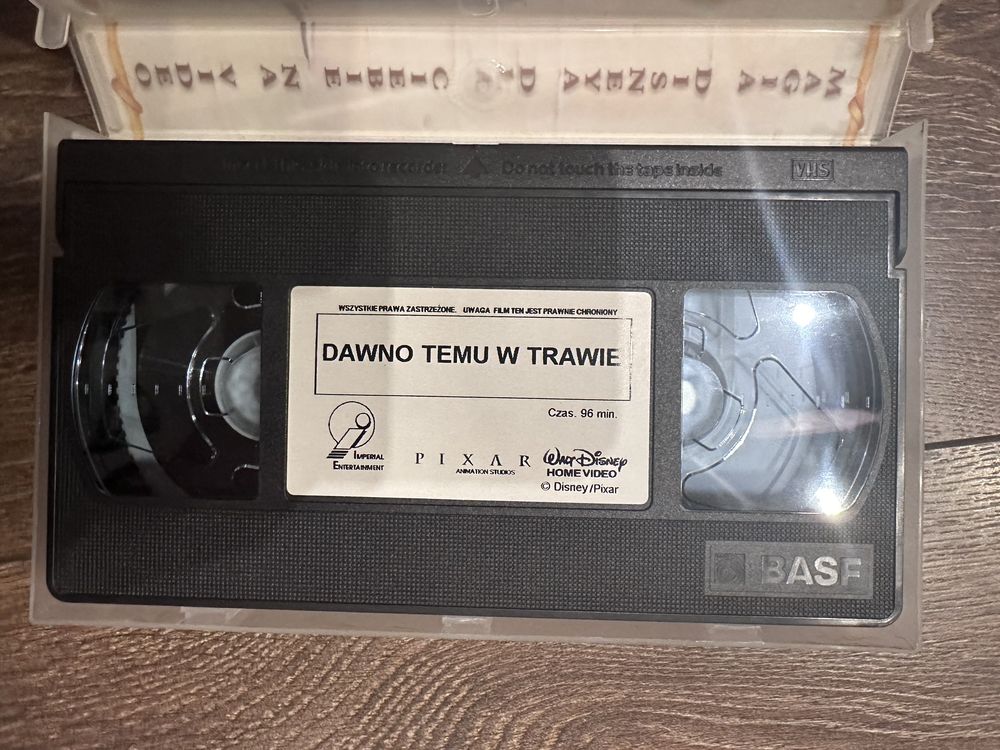 MAGIA DISNEYA DLA CIEBIE NA VIDEO
Do not touch the tape inside
VHS
WSZYSTKIE PRAWA ZASTRZEŻONE. UWAGA FILM TEN JEST PRAWNIE CHRONIONY
DAWNO TEMU W TRAWIE
Czas. 96 min.
IMPERIAL
ENTERTAINMENT
PIXAR
ANIMATION STUDIOS
WALT DISNEY
HOME VIDEO
© Disney/Pixar
BASF